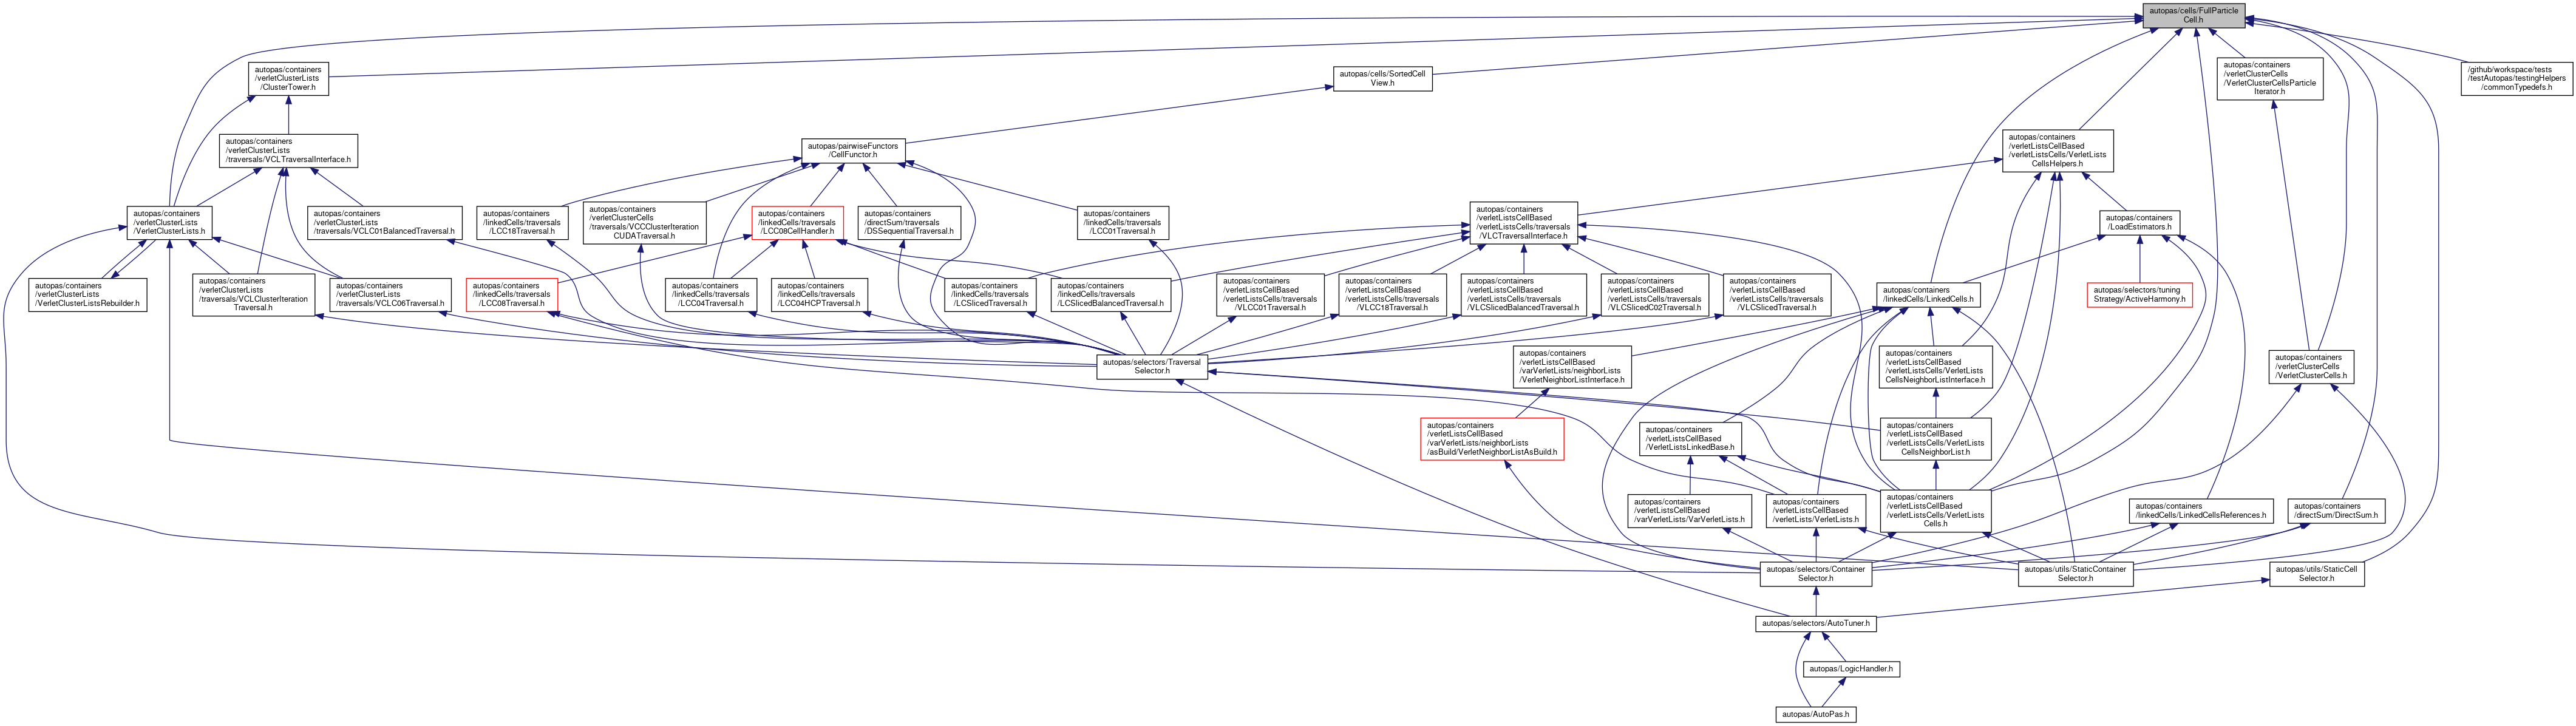 autopas/cells/FullParticle
Cell.h
autopas/containers
/verletClusterLists
/ClusterTower.h
autopas/cells/SortedCell
View.h
autopas/containers
/verletClusterCells
/VerletClusterCellsParticle
Iterator.h
/github/workspace/tests
/testAutopas/testingHelpers
/commonTypedefs.h
autopas/containers
/verletClusterLists
/traversals/VCLTraversalInterface.h
autopas/pairwiseFunctors
/CellFunctor.h
autopas/containers
/verletListsCellBased
/verletListsCells/VerletLists
CellsHelpers.h
autopas/containers
/verletClusterLists
/VerletClusterLists.h
autopas/containers
/verletClusterLists
/traversals/VCLC01BalancedTraversal.h
autopas/containers
/linkedCells/traversals
/LCC18Traversal.h
autopas/containers
/verletClusterCells
/traversals/VCCClusterIteration
CUDATraversal.h
autopas/containers
/linkedCells/traversals
/LCC08CellHandler.h
autopas/containers
/directSum/traversals
/DSSequentialTraversal.h
autopas/containers
/linkedCells/traversals
/LCC01Traversal.h
autopas/containers
/verletListsCellBased
/verletListsCells/traversals
/VLCTraversalInterface.h
autopas/containers
/LoadEstimators.h
autopas/containers
/verletClusterLists
/VerletClusterListsRebuilder.h
autopas/containers
/verletClusterLists
/traversals/VCLClusterIteration
Traversal.h
autopas/containers
/verletClusterLists
/traversals/VCLC06Traversal.h
autopas/containers
/linkedCells/traversals
/LCC08Traversal.h
autopas/containers
/linkedCells/traversals
/LCC04Traversal.h
autopas/containers
/linkedCells/traversals
/LCC04HCPTraversal.h
autopas/containers
/linkedCells/traversals
/LCSlicedTraversal.h
autopas/containers
/linkedCells/traversals
/LCSlicedBalancedTraversal.h
autopas/containers
/verletListsCellBased
/verletListsCells/traversals
/VLCC01Traversal.h
autopas/containers
/verletListsCellBased
/verletListsCells/traversals
/VLCC18Traversal.h
autopas/containers
/verletListsCellBased
/verletListsCells/traversals
/VLCSlicedBalancedTraversal.h
autopas/containers
/verletListsCellBased
/verletListsCells/traversals
/VLCSlicedC02Traversal.h
autopas/containers
/verletListsCellBased
/verletListsCells/traversals
/VLCSlicedTraversal.h
autopas/containers
/linkedCells/LinkedCells.h
autopas/selectors/tuning
Strategy/ActiveHarmony.h
autopas/selectors/Traversal
Selector.h
autopas/containers
/verletListsCellBased
/varVerletLists/neighborLists
/VerletNeighborListInterface.h
autopas/containers
/verletListsCellBased
/verletListsCells/VerletLists
CellsNeighborListInterface.h
autopas/containers
/verletClusterCells
/VerletClusterCells.h
autopas/containers
/verletListsCellBased
/varVerletLists/neighborLists
/asBuild/VerletNeighborListAsBuild.h
autopas/containers
/verletListsCellBased
/VerletListsLinkedBase.h
autopas/containers
/verletListsCellBased
/verletListsCells/VerletLists
CellsNeighborList.h
autopas/containers
/verletListsCellBased
/varVerletLists/VarVerletLists.h
autopas/containers
/verletListsCellBased
/verletLists/VerletLists.h
autopas/containers
/verletListsCellBased
/verletListsCells/VerletLists
Cells.h
autopas/containers
/linkedCells/LinkedCellsReferences.h
autopas/containers
/directSum/DirectSum.h
autopas/selectors/Container
Selector.h
autopas/utils/StaticContainer
Selector.h
autopas/utils/StaticCell
Selector.h
autopas/selectors/AutoTuner.h
autopas/LogicHandler.h
autopas/AutoPas.h